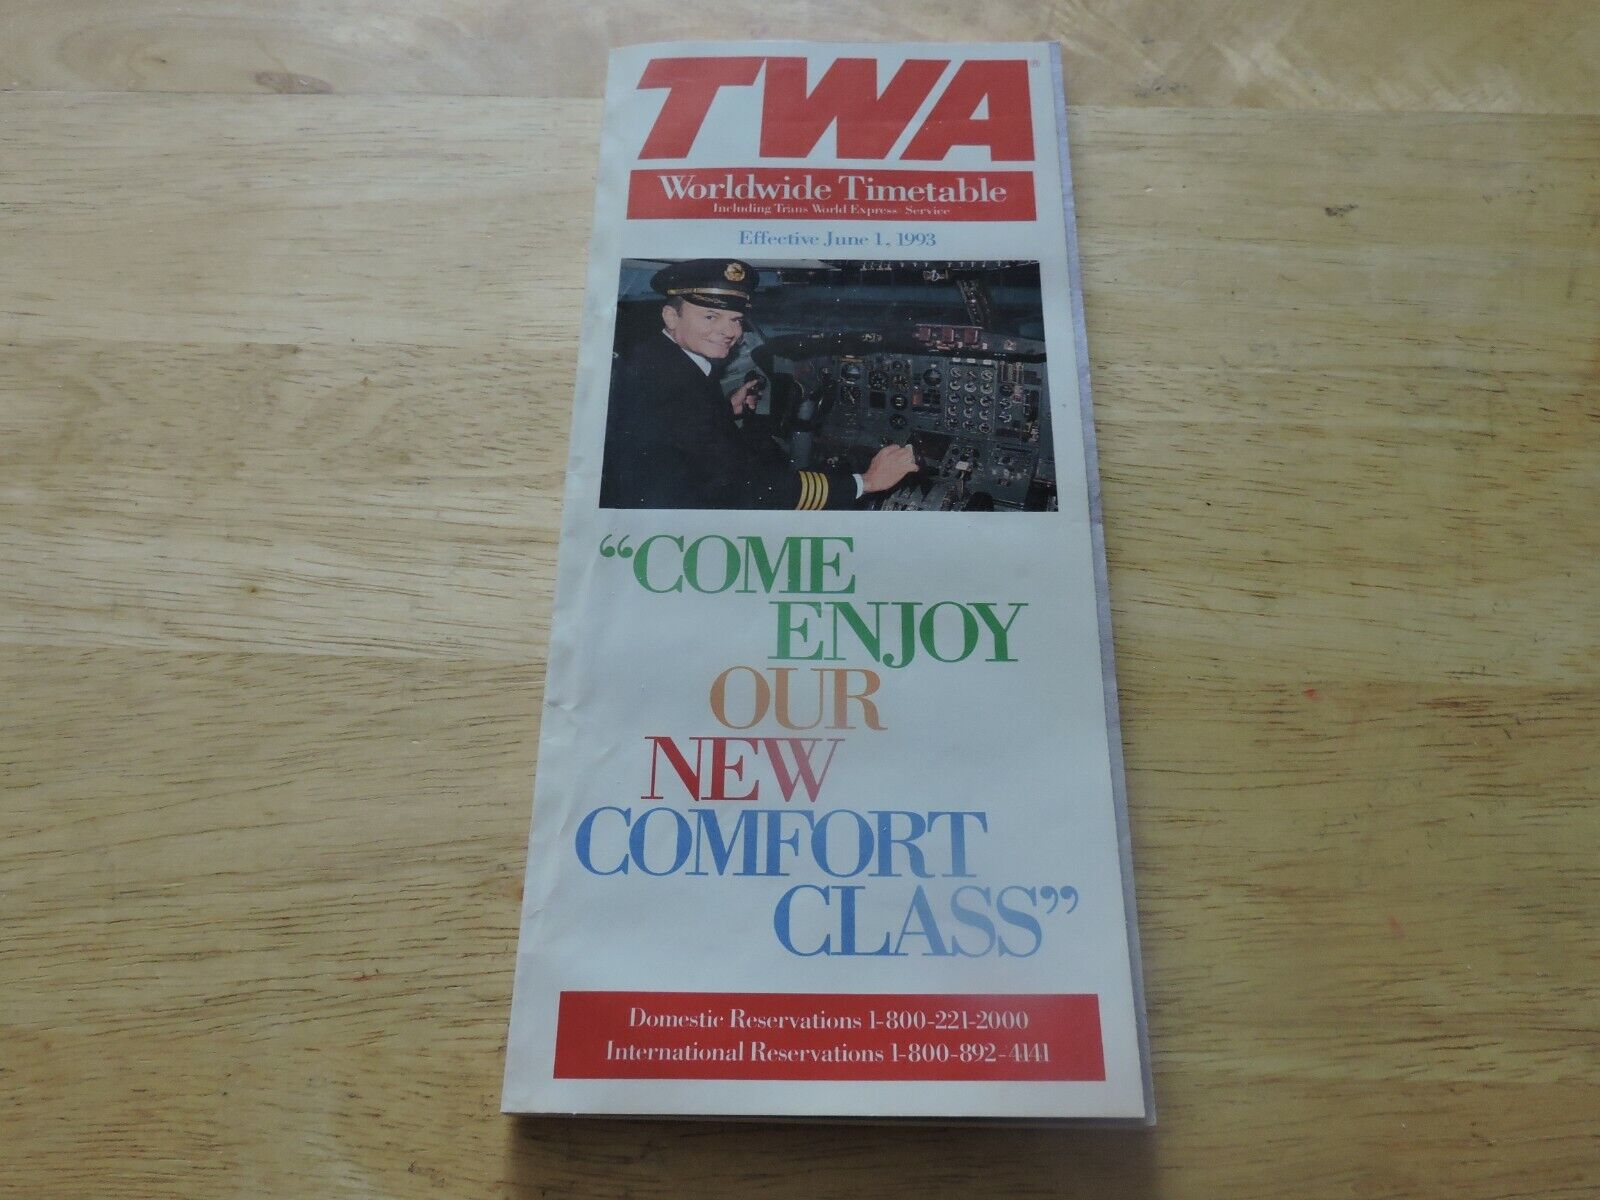 TWA®
Worldwide Timetable
Including Trans World Express Service
Effective June 1, 1993
“COME
ENJOY
OUR
NEW
COMFORT
CLASS”
Domestic Reservations 1-800-221-2000
International Reservations 1-800-892-4141